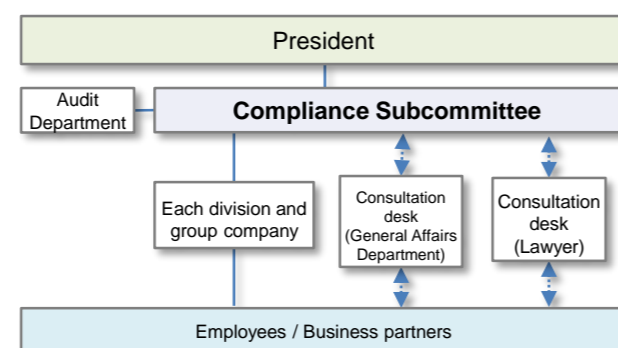 President
Audit
Department
Compliance Subcommittee
Each division and
group company
Consultation
desk
(General Affairs
Department)
Consultation
desk
(Lawyer)
Employees / Business partners